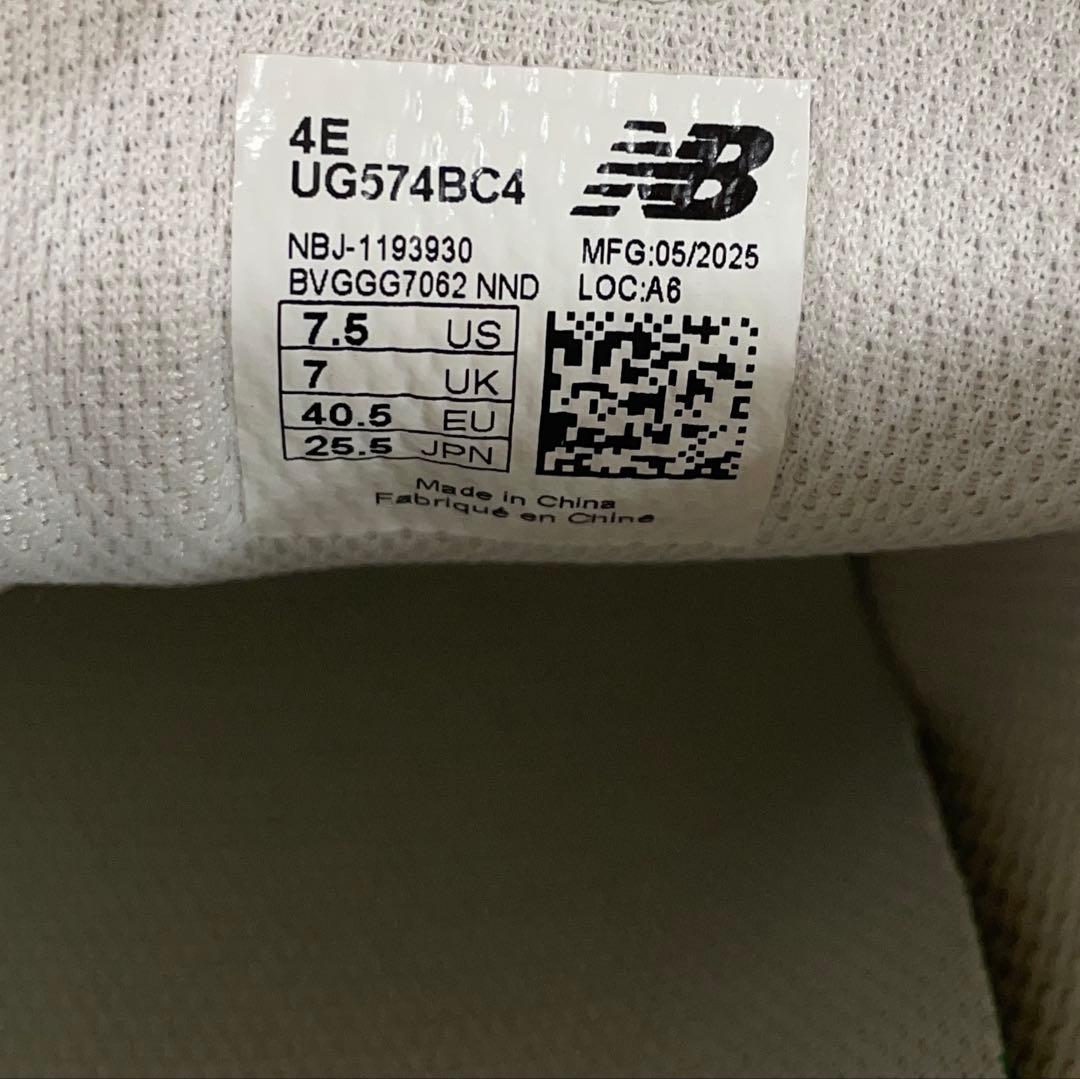 4E
UG574BC4
NB
NBJ-1193930
BVGGG7062 NND
MFG:05/2025
LOC:A6
7.5 US
7 UK
40.5 EU
25.5 JPN
Made in China
Fabriqué en Chine